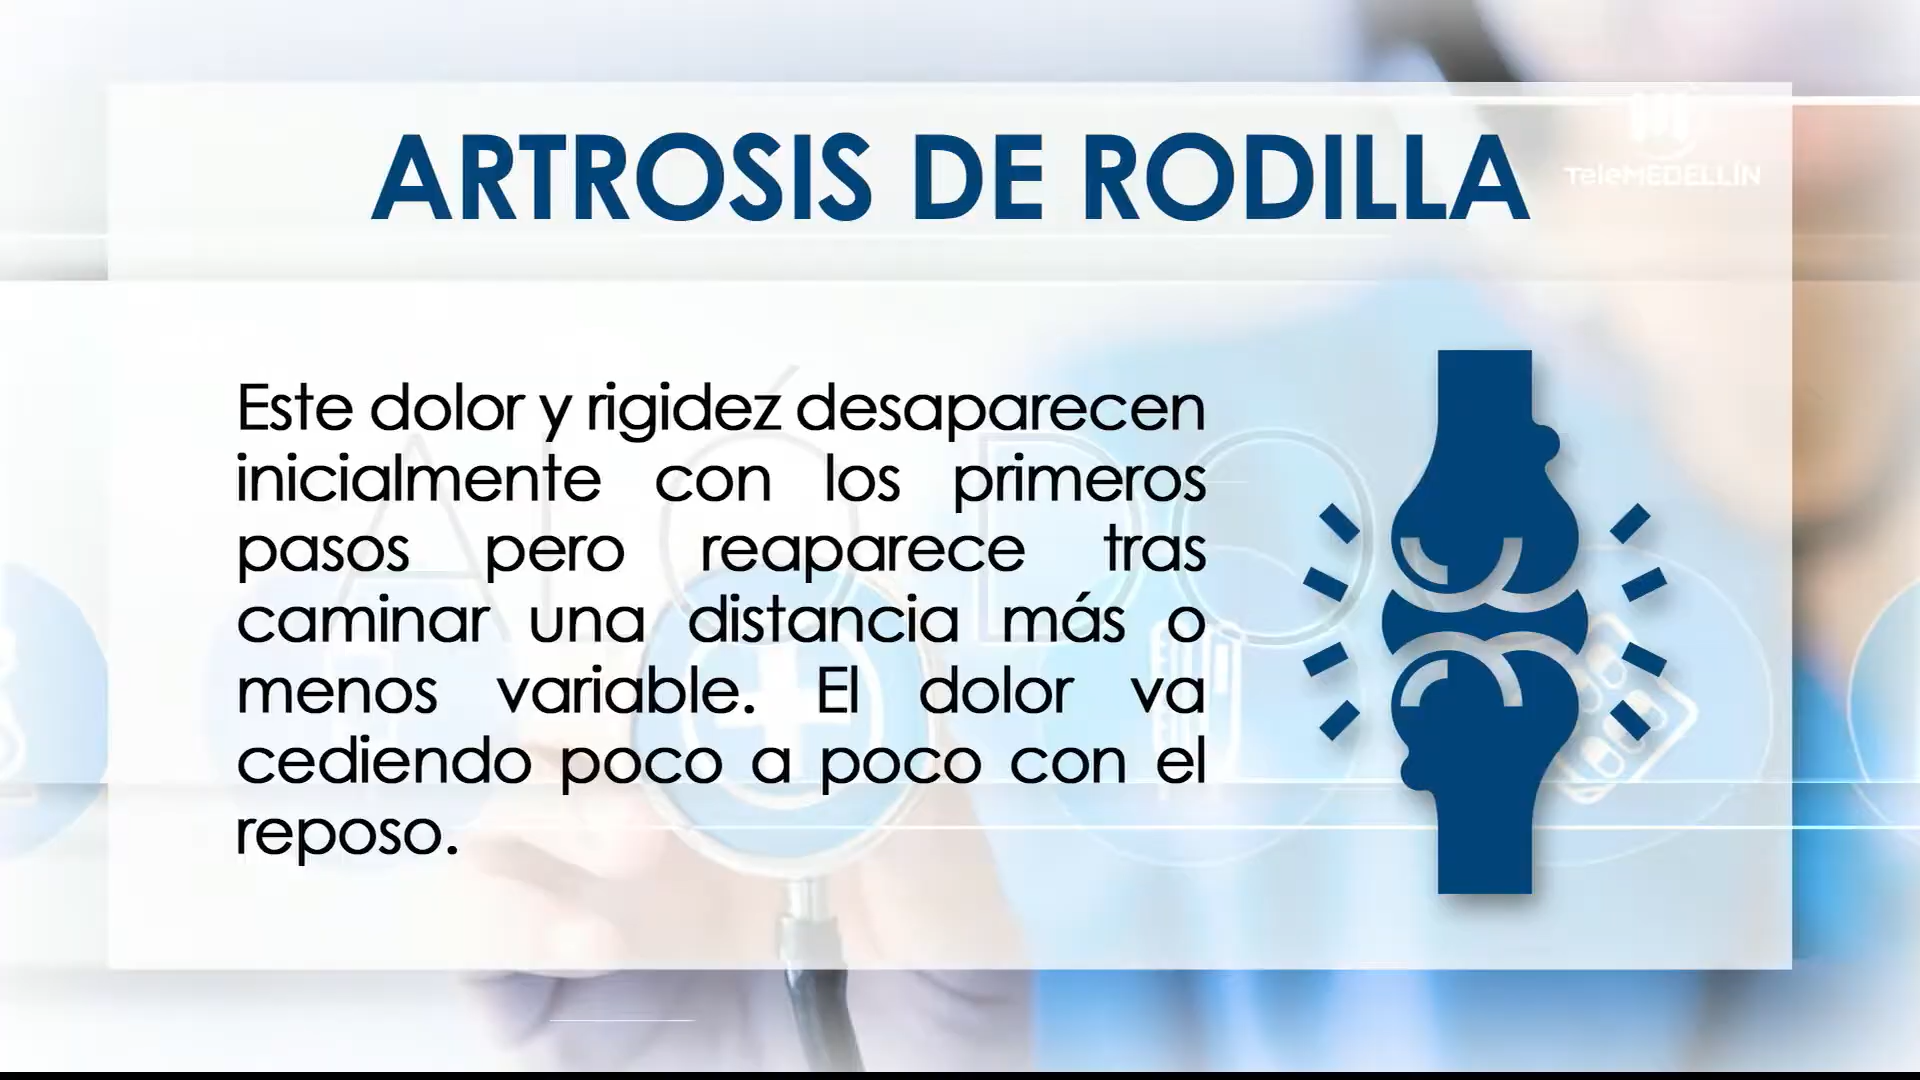 ARTROSIS DE RODILLA
TeleMEDELLÍN
Este dolor y rigidez desaparecen
inicialmente con los primeros
pasos pero reaparece tras
caminar una distancia más o
menos variable. El dolor va
cediendo poco a poco con el
reposo.